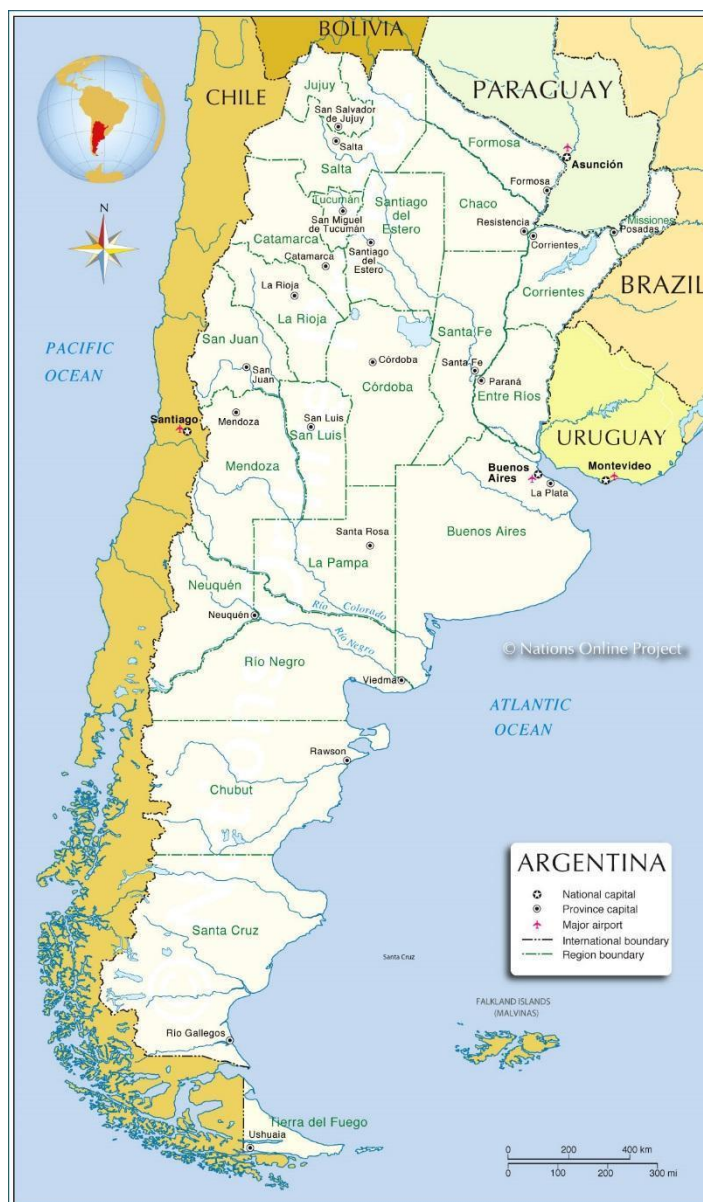 BOLIVIA
CHILE
PARAGUAY
BRAZIL
URUGUAY
PACIFIC
OCEAN
ATLANTIC
OCEAN
N
Jujuy
San Salvador
de Jujuy
Salta
Salta
Formosa
Asunción
Formosa
Tucumán
San Miguel
de Tucumán
Santiago
del
Estero
Chaco
Resistencia
Corrientes
Missiones
Posadas
Catamarca
Catamarca
Santiago
del
Estero
La Rioja
La Rioja
Corrientes
San Juan
San
Juan
Santa Fe
Santa Fe
Córdoba
Córdoba
Paraná
Entre Ríos
Santiago
Mendoza
San Luis
San Luis
Mendoza
Buenos
Aires
La Plata
Montevideo
Santa Rosa
Buenos Aires
La Pampa
Neuquén
Neuquén
Río
Colorado
Río Negro
Río Negro
Viedma
© Nations Online Project
Rawson
Chubut
Santa Cruz
Santa Cruz
Río Gallegos
FALKLAND ISLANDS
(MALVINAS)
Tierra del Fuego
Ushuaia
ARGENTINA
National capital
Province capital
Major airport
International boundary
Region boundary
0 200 400 km
0 100 200 300 mi